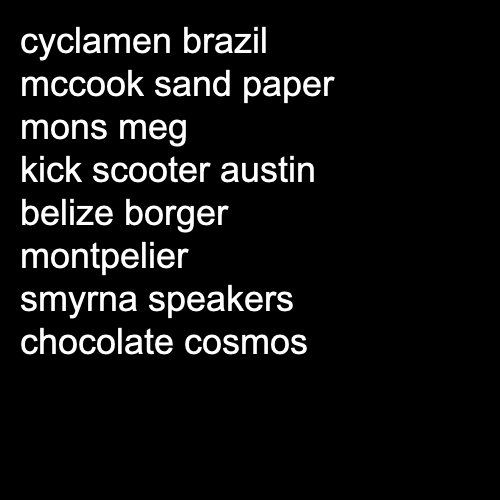 cyclamen brazil
mccook sand paper
mons meg
kick scooter austin
belize borger
montpelier
smyrna speakers
chocolate cosmos